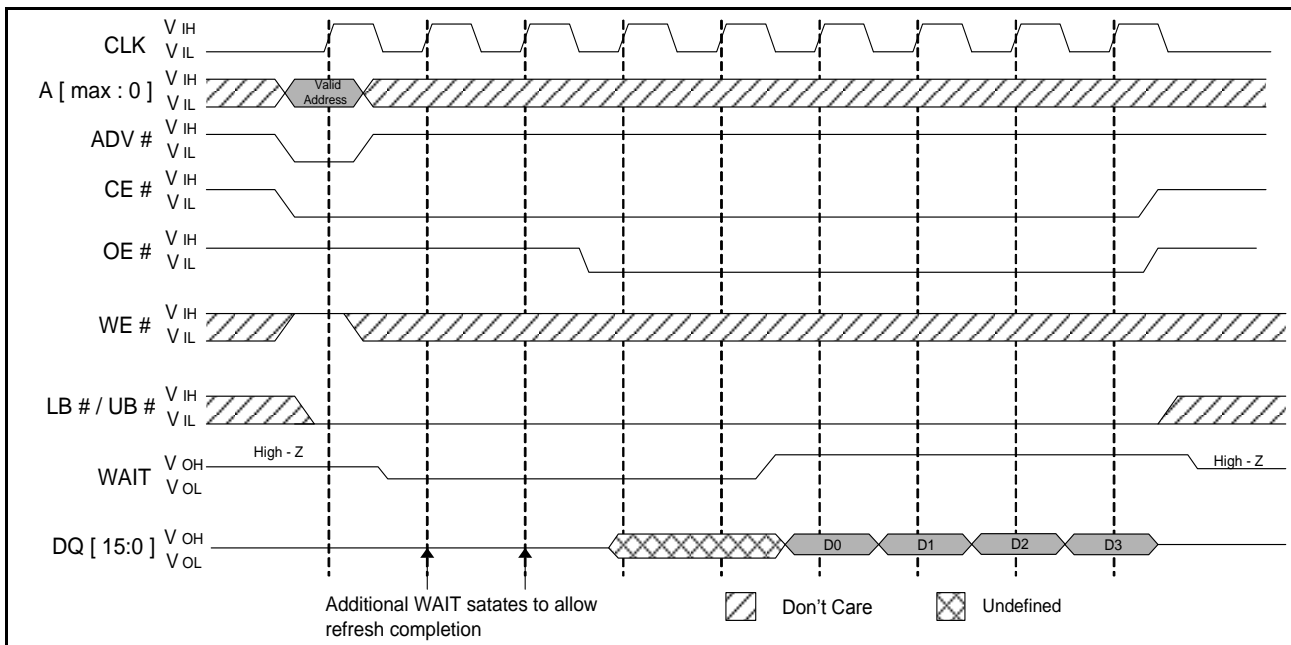 CLK V IH
V IL
A [ max : 0 ] V IH
V IL
Valid
Address
ADV # V IH
V IL
CE # V IH
V IL
OE # V IH
V IL
WE # V IH
V IL
LB # / UB # V IH
V IL
WAIT V OH
V OL
High - Z
High - Z
DQ [ 15:0 ] V OH
V OL
D0 D1 D2 D3
Additional WAIT satates to allow
refresh completion
Don't Care
Undefined